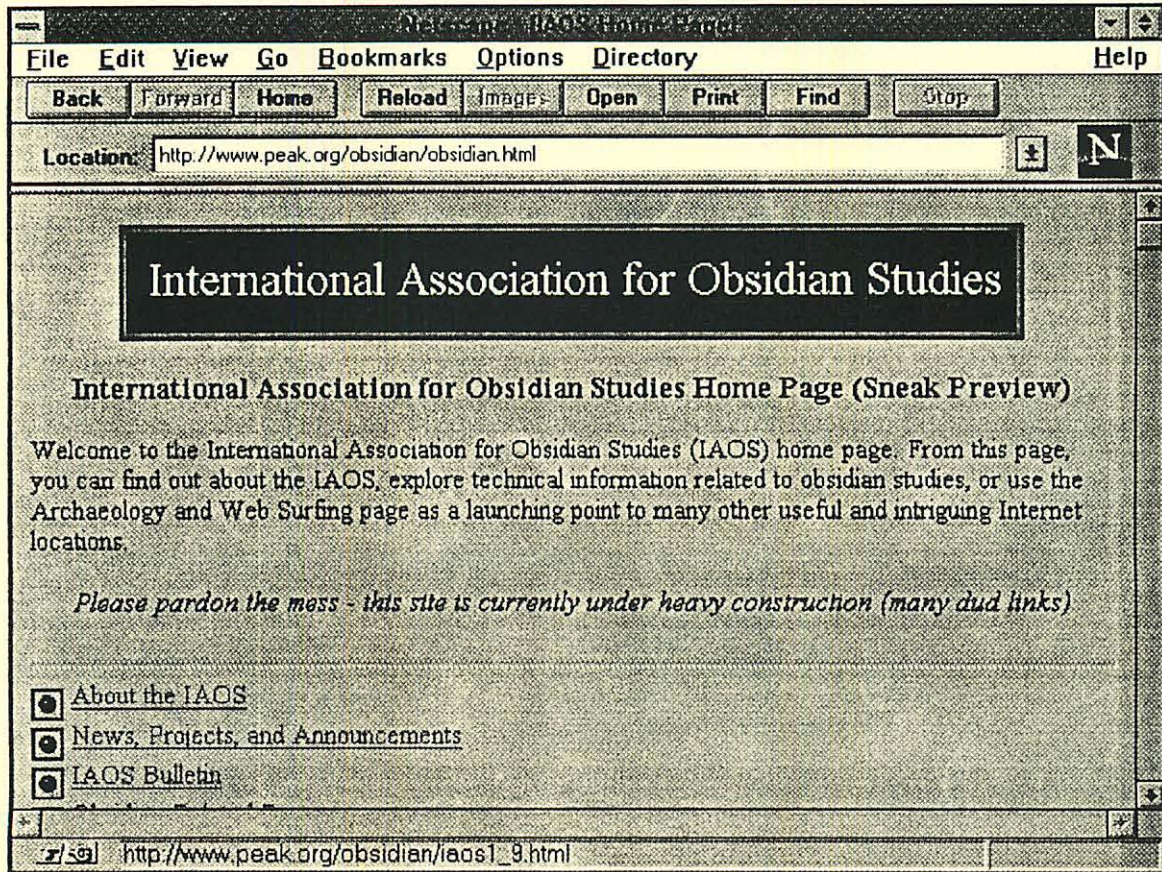 Netscape - [IAOS Home Page]
File Edit View Go Bookmarks Options Directory Help
Back Forward Home Reload Images Open Print Find Stop
Location: http://www.peak.org/obsidian/obsidian.html
N
International Association for Obsidian Studies
International Association for Obsidian Studies Home Page (Sneak Preview)
Welcome to the International Association for Obsidian Studies (IAOS) home page. From this page,
you can find out about the IAOS, explore technical information related to obsidian studies, or use the
Archaeology and Web Surfing page as a launching point to many other useful and intriguing Internet
locations.
Please pardon the mess - this site is currently under heavy construction (many dud links)
About the IAOS
News, Projects, and Announcements
IAOS Bulletin
http://www.peak.org/obsidian/iaos1_9.html